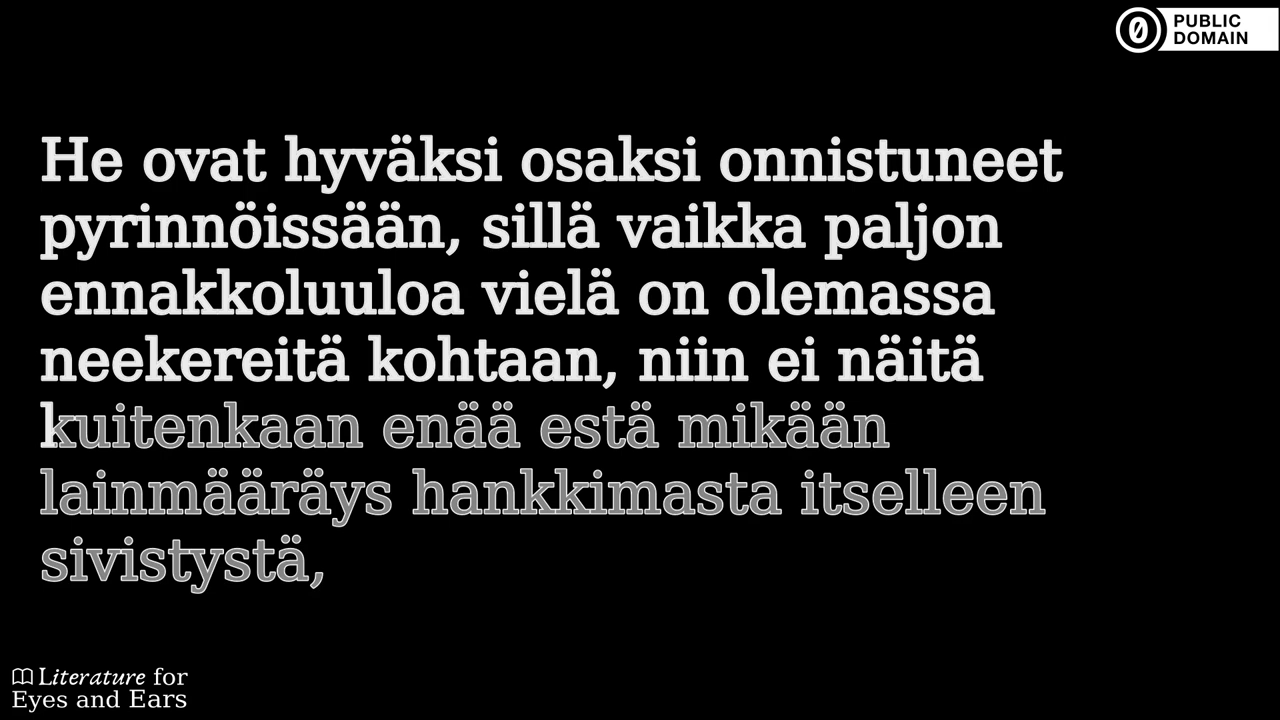 PUBLIC
DOMAIN
He ovat hyväksi osaksi onnistuneet
pyrinnöissään, sillä vaikka paljon
ennakkoluuloa vielä on olemassa
neekereitä kohtaan, niin ei näitä
kuitenkaan enää estä mikään
lainmääräys hankkimasta itselleen
sivistystä,
Literature for
Eyes and Ears